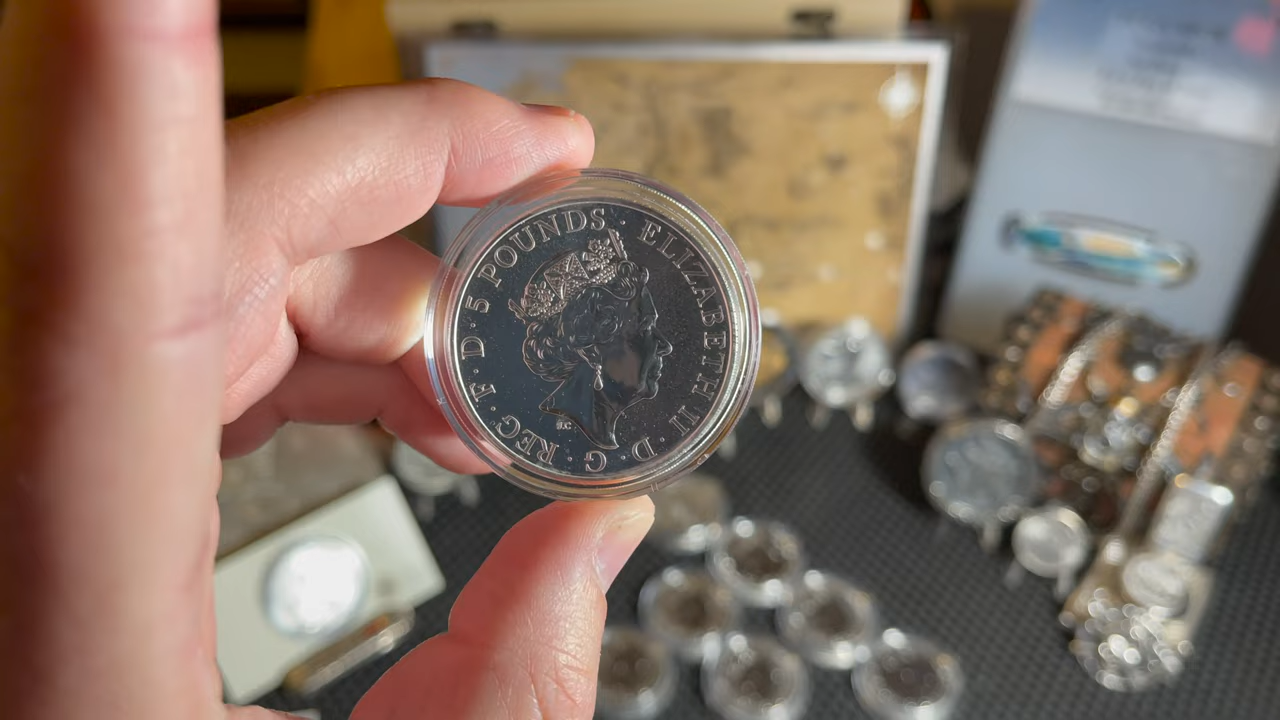 ELIZABETH II · D · G · REG · F · D · 5 POUNDS ·